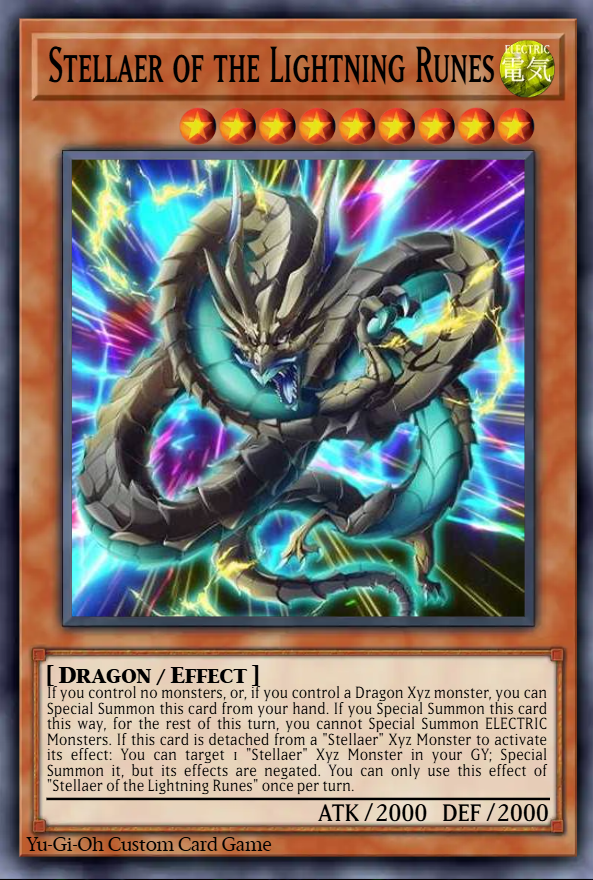 Stellaer of the Lightning Runes
ELECTRIC
電気
[ Dragon / Effect ]
If you control no monsters, or, if you control a Dragon Xyz monster, you can
Special Summon this card from your hand. If you Special Summon this card
this way, for the rest of this turn, you cannot Special Summon ELECTRIC
Monsters. If this card is detached from a "Stellaer" Xyz Monster to activate
its effect: You can target 1 "Stellaer" Xyz Monster in your GY; Special
Summon it, but its effects are negated. You can only use this effect of
"Stellaer of the Lightning Runes" once per turn.
ATK / 2000 DEF / 2000
Yu-Gi-Oh Custom Card Game